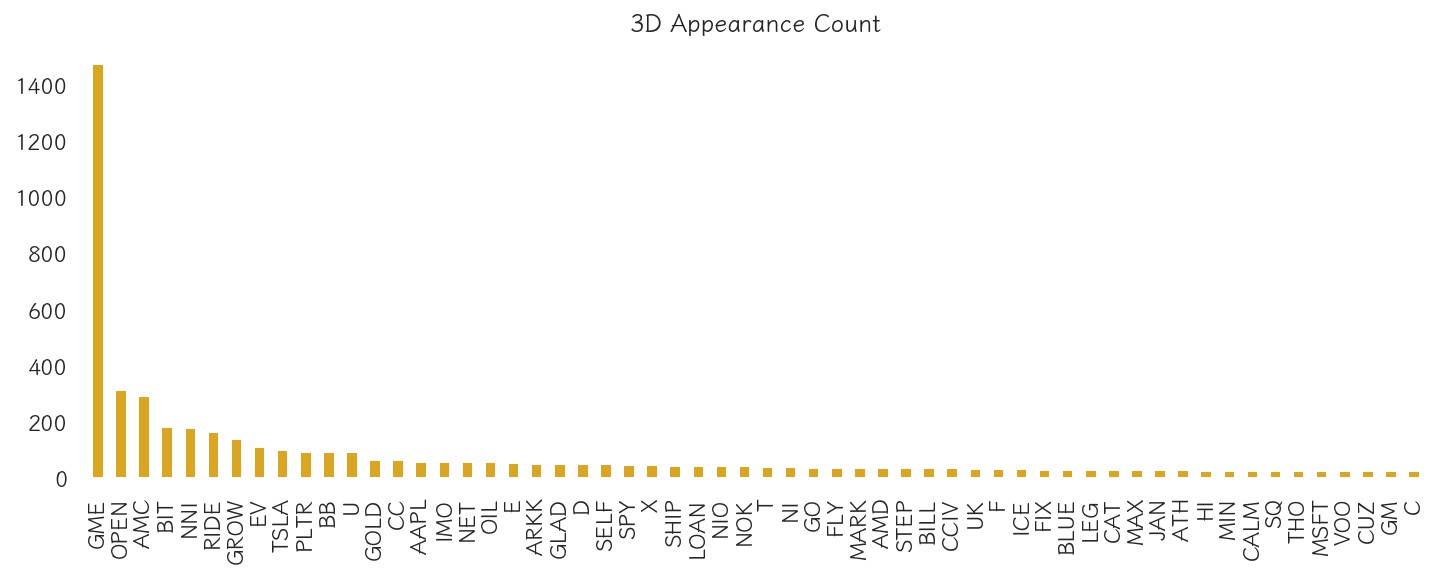 3D Appearance Count
1400
1200
1000
800
600
400
200
0
GME
OPEN
AMC
BIT
NNI
RIDE
GROW
EV
TSLA
PLTR
BB
U
GOLD
CC
AAPL
IMO
NET
OIL
E
ARKK
GLAD
D
SELF
SPY
X
SHIP
LOAN
NIO
NOK
T
NI
GO
FLY
MARK
AMD
STEP
BILL
CCIV
UK
F
ICE
FIX
BLUE
LEG
CAT
MAX
JAN
ATH
HI
MIN
CALM
SQ
THO
MSFT
VOO
CUZ
GM
C